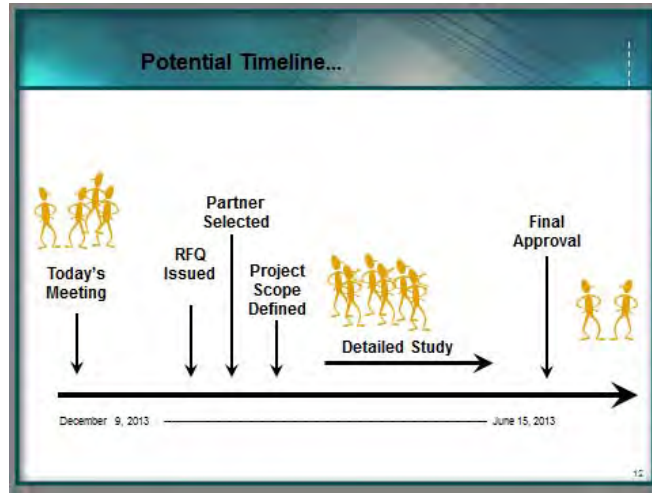 Potential Timeline...
Today's
Meeting
RFQ
Issued
Partner
Selected
Project
Scope
Defined
Detailed Study
Final
Approval
December 9, 2013
June 15, 2013
12